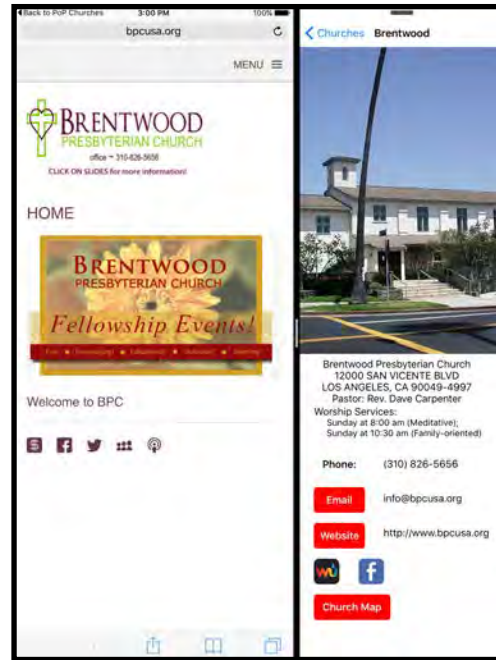 Back to PoP Churches 3:00 PM 100%
bpcusa.org
MENU
BRENTWOOD
PRESBYTERIAN CHURCH
office ~ 310-826-5656
CLICK ON SLIDES for more information!
HOME
BRENTWOOD
PRESBYTERIAN CHURCH
Fellowship Events!
Welcome to BPC
Churches Brentwood
Brentwood Presbyterian Church
12000 SAN VICENTE BLVD
LOS ANGELES, CA 90049-4997
Pastor: Rev. Dave Carpenter
Worship Services:
Sunday at 8:00 am (Meditative);
Sunday at 10:30 am (Family-oriented)
Phone: (310) 826-5656
Email info@bpcusa.org
Website http://www.bpcusa.org
Church Map